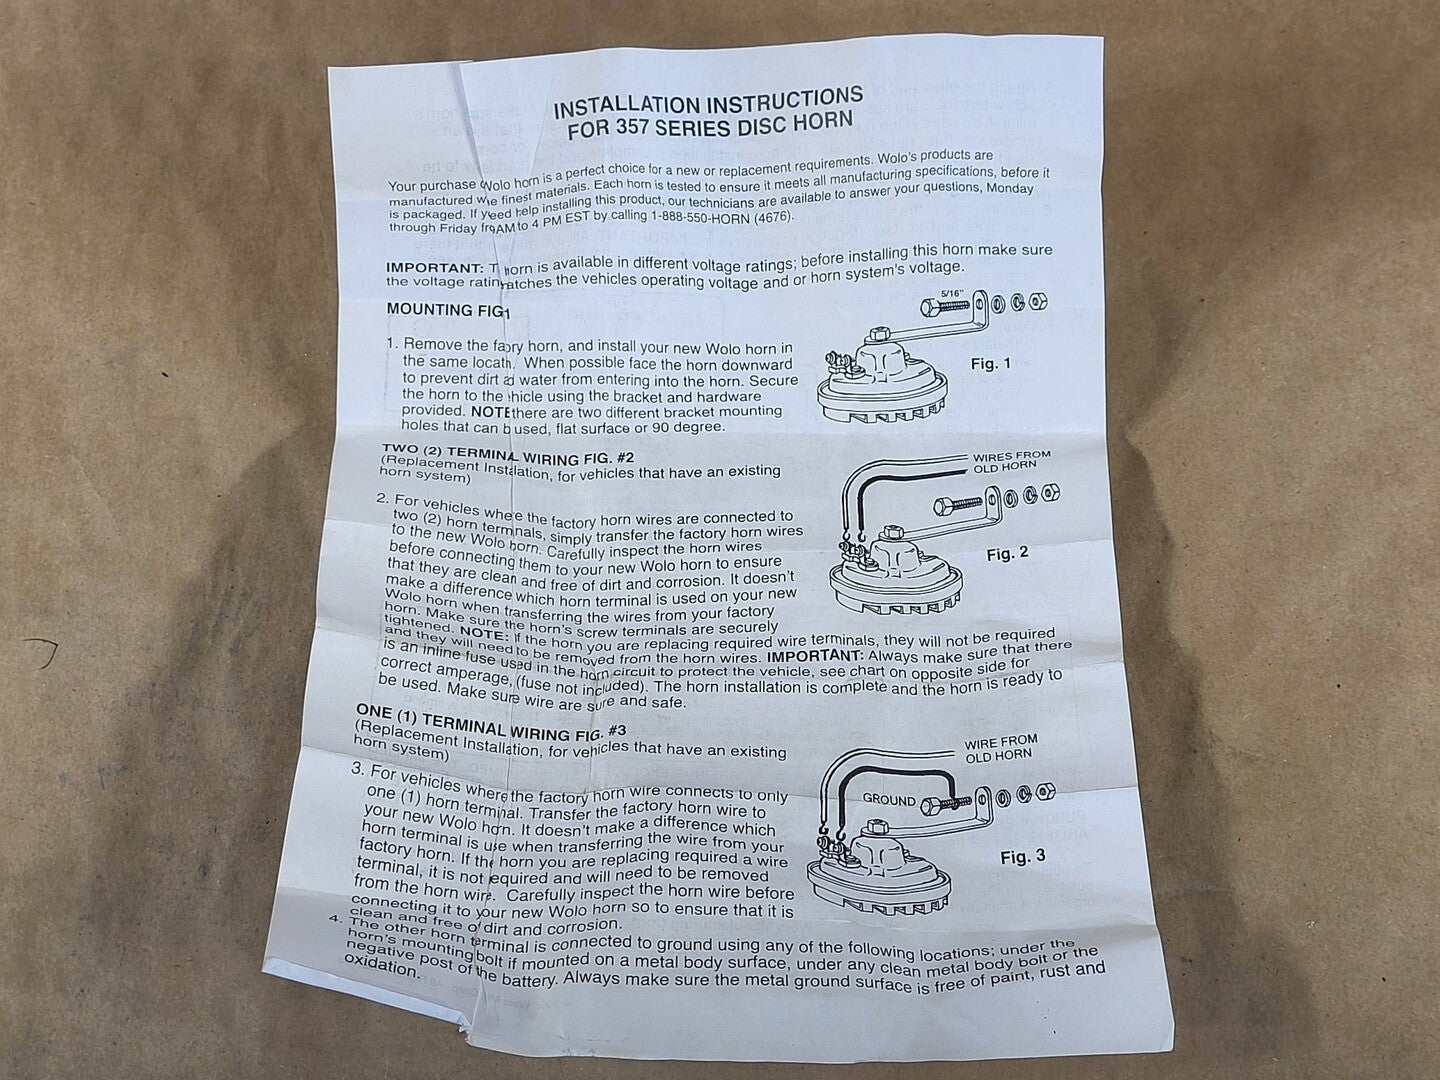 INSTALLATION INSTRUCTIONS
FOR 357 SERIES DISC HORN
Your purchase Wolo horn is a perfect choice for a new or replacement requirements. Wolo's products are
manufactured finest materials. Each horn is tested to ensure it meets all manufacturing specifications, before it
is packaged. If help installing this product, our technicians are available to answer your questions, Monday
through Friday AM to 4 PM EST by calling 1-888-550-HORN (4676).
IMPORTANT: horn is available in different voltage ratings; before installing this horn make sure
the voltage the vehicles operating voltage and or horn system's voltage.
MOUNTING FIG1
5/16"
Fig. 1
1. Remove the horn, and install your new Wolo horn in
the same When possible face the horn downward
to prevent dirt water from entering into the horn. Secure
the horn to the using the bracket and hardware
provided. NOTE there are two different bracket mounting
holes that can used, flat surface or 90 degree.
TWO (2) TERMINAL WIRING FIG. #2
(Replacement Installation, for vehicles that have an existing
horn system)
WIRES FROM
OLD HORN
Fig. 2
2. For vehicles where the factory horn wires are connected to
two (2) horn terminals, simply transfer the factory horn wires
to the new Wolo horn. Carefully inspect the horn wires
before connecting them to your new Wolo horn to ensure
that they are clean and free of dirt and corrosion. It doesn't
make a difference which horn terminal is used on your new
Wolo horn when transferring the wires from your factory
horn. Make sure the horn's screw terminals are securely
tightened. NOTE: If the horn you are replacing required wire terminals, they will not be required
and they will need to be removed from the horn wires. IMPORTANT: Always make sure that there
is an inline fuse used in the horn circuit to protect the vehicle, see chart on opposite side for
correct amperage, (fuse not included). The horn installation is complete and the horn is ready to
be used. Make sure wire are sure and safe.
ONE (1) TERMINAL WIRING FIG. #3
(Replacement Installation, for vehicles that have an existing
horn system)
WIRE FROM
OLD HORN
GROUND
Fig. 3
3. For vehicles where the factory horn wire connects to only
one (1) horn terminal. Transfer the factory horn wire to
your new Wolo horn. It doesn't make a difference which
horn terminal is use when transferring the wire from your
factory horn. If the horn you are replacing required a wire
terminal, it is not required and will need to be removed
from the horn wire. Carefully inspect the horn wire before
connecting it to your new Wolo horn so to ensure that it is
clean and free of dirt and corrosion.
4. The other horn terminal is connected to ground using any of the following locations; under the
horn's mounting bolt if mounted on a metal body surface, under any clean metal body bolt or the
negative post of the battery. Always make sure the metal ground surface is free of paint, rust and
oxidation.